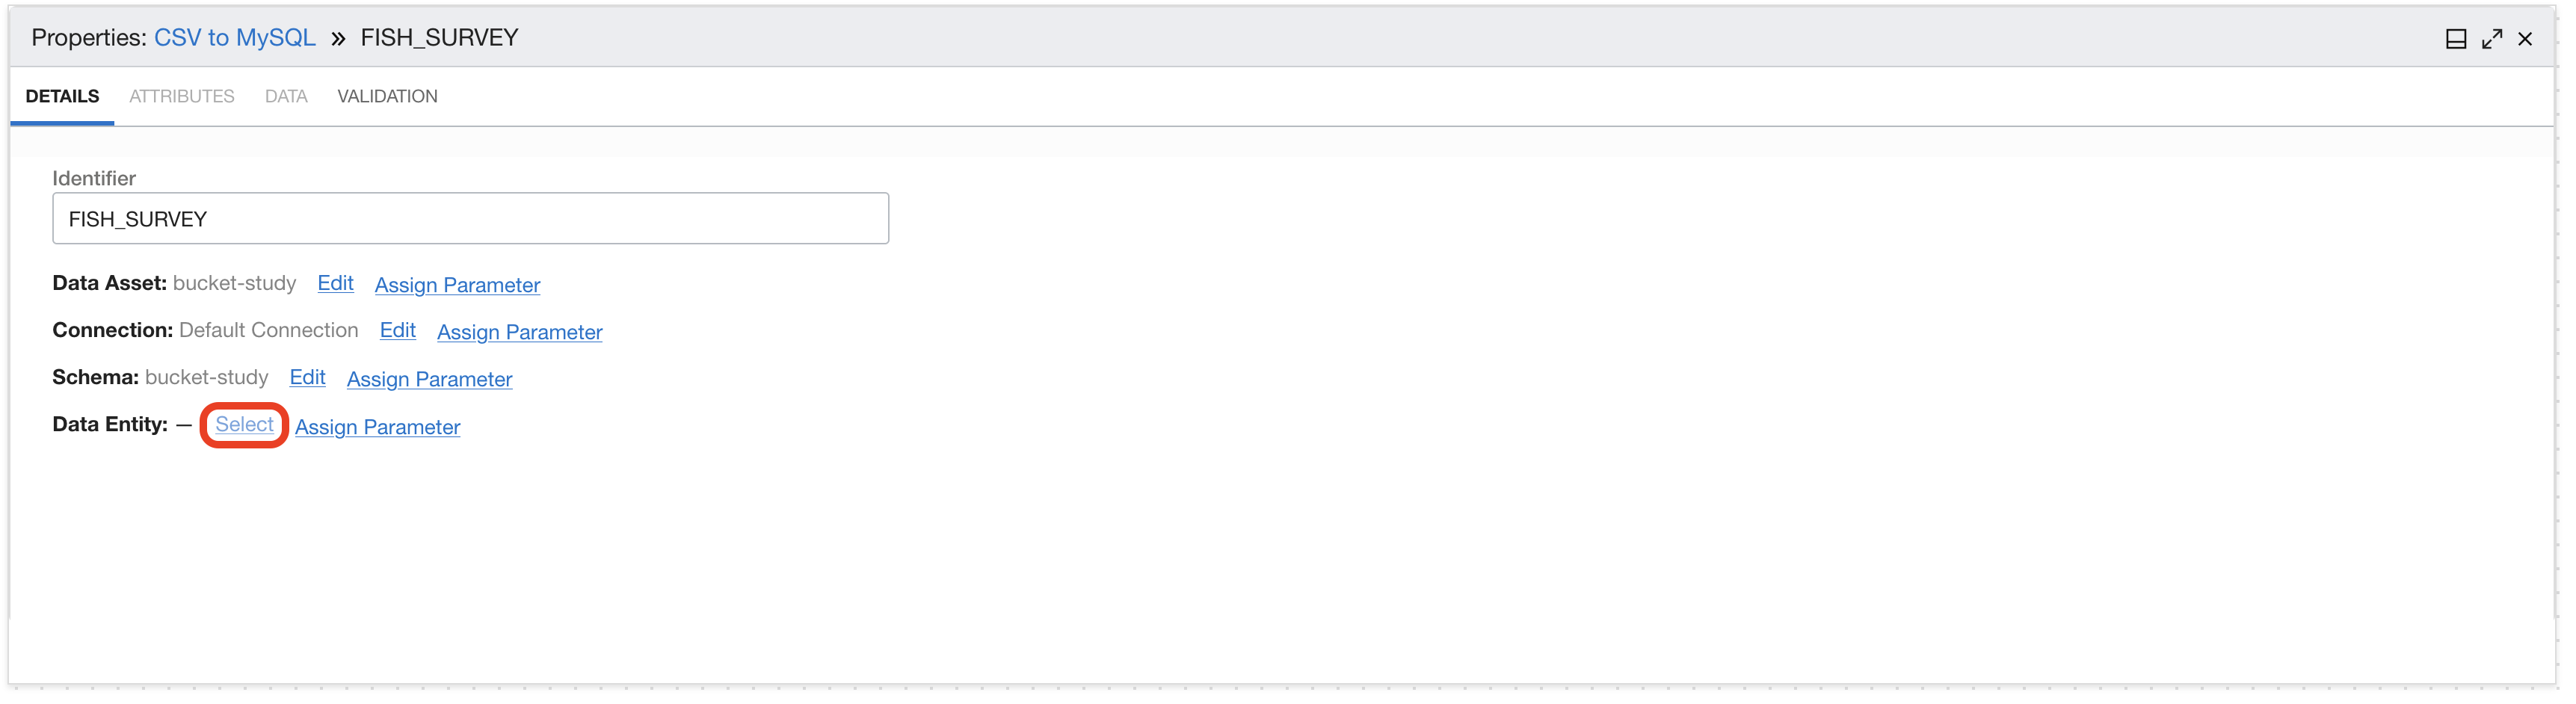 Properties: CSV to MySQL » FISH_SURVEY
DETAILS ATTRIBUTES DATA VALIDATION
Identifier
FISH_SURVEY
Data Asset: bucket-study Edit Assign Parameter
Connection: Default Connection Edit Assign Parameter
Schema: bucket-study Edit Assign Parameter
Data Entity: — Select Assign Parameter